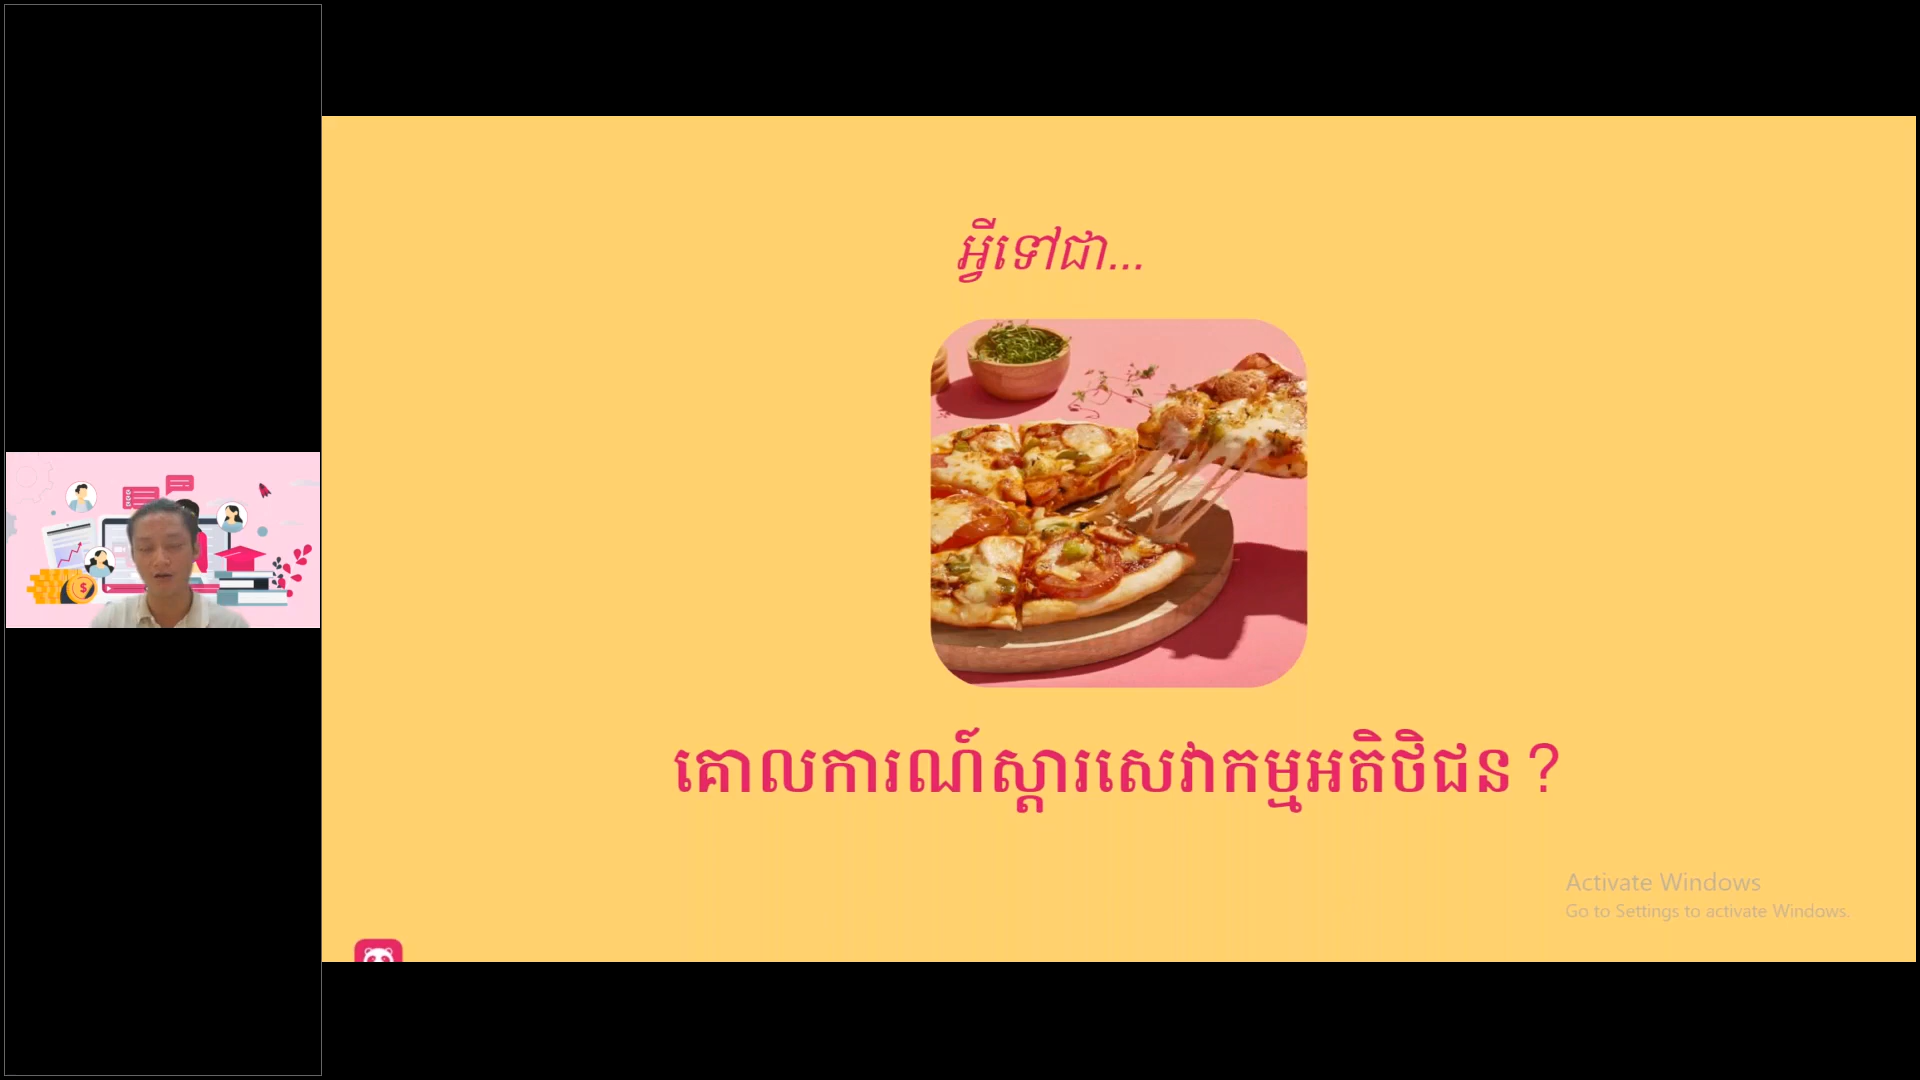 អ្វីទៅជា...
គោលការណ៍ស្ដារសេវាកម្មអតិថិជន ?
Activate Windows
Go to Settings to activate Windows.